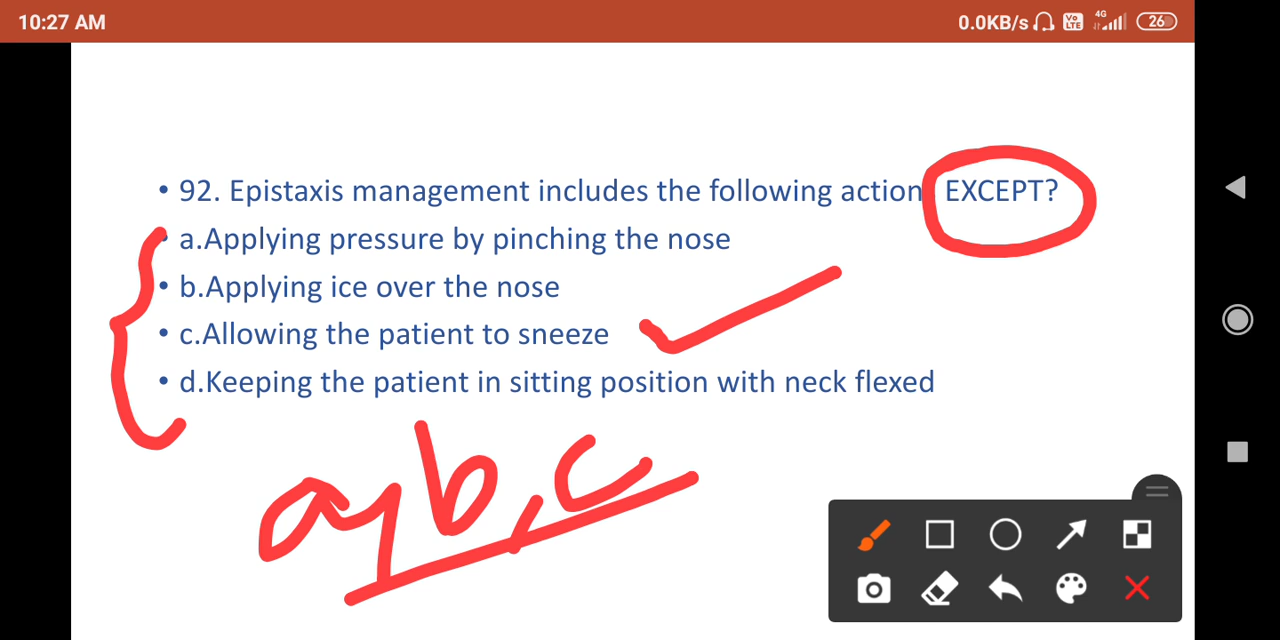 10:27 AM 0.0KB/s Vo LTE 4G 26
• 92. Epistaxis management includes the following action EXCEPT?
• a.Applying pressure by pinching the nose
• b.Applying ice over the nose
• c.Allowing the patient to sneeze
• d.Keeping the patient in sitting position with neck flexed
a, b, c